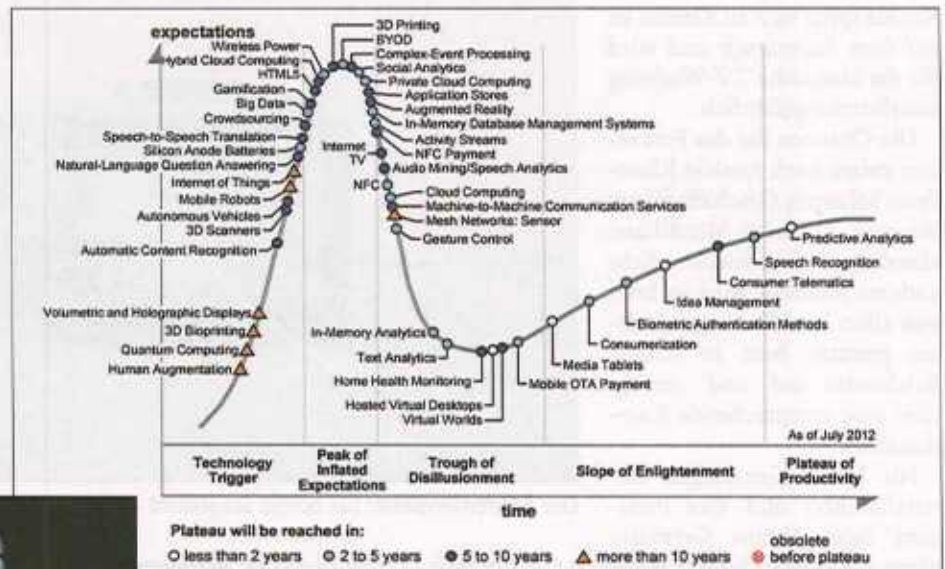 expectations
3D Printing
BYOD
Wireless Power
Complex-Event Processing
Hybrid Cloud Computing
Social Analytics
HTML5
Private Cloud Computing
Gamification
Application Stores
Big Data
Augmented Reality
Crowdsourcing
In-Memory Database Management Systems
Speech-to-Speech Translation
Activity Streams
Silicon Anode Batteries
NFC Payment
Internet
TV
Natural-Language Question Answering
Audio Mining/Speech Analytics
Internet of Things
NFC
Cloud Computing
Mobile Robots
Machine-to-Machine Communication Services
Autonomous Vehicles
Mesh Networks: Sensor
3D Scanners
Gesture Control
Automatic Content Recognition
Predictive Analytics
Speech Recognition
Consumer Telematics
Idea Management
Biometric Authentication Methods
Consumerization
Media Tablets
Mobile OTA Payment
Volumetric and Holographic Displays
3D Bioprinting
Quantum Computing
Human Augmentation
In-Memory Analytics
Text Analytics
Home Health Monitoring
Hosted Virtual Desktops
Virtual Worlds
As of July 2012
Technology
Trigger
Peak of
Inflated
Expectations
Trough of
Disillusionment
Slope of Enlightenment
Plateau of
Productivity
time
Plateau will be reached in:
less than 2 years
2 to 5 years
5 to 10 years
more than 10 years
obsolete
before plateau